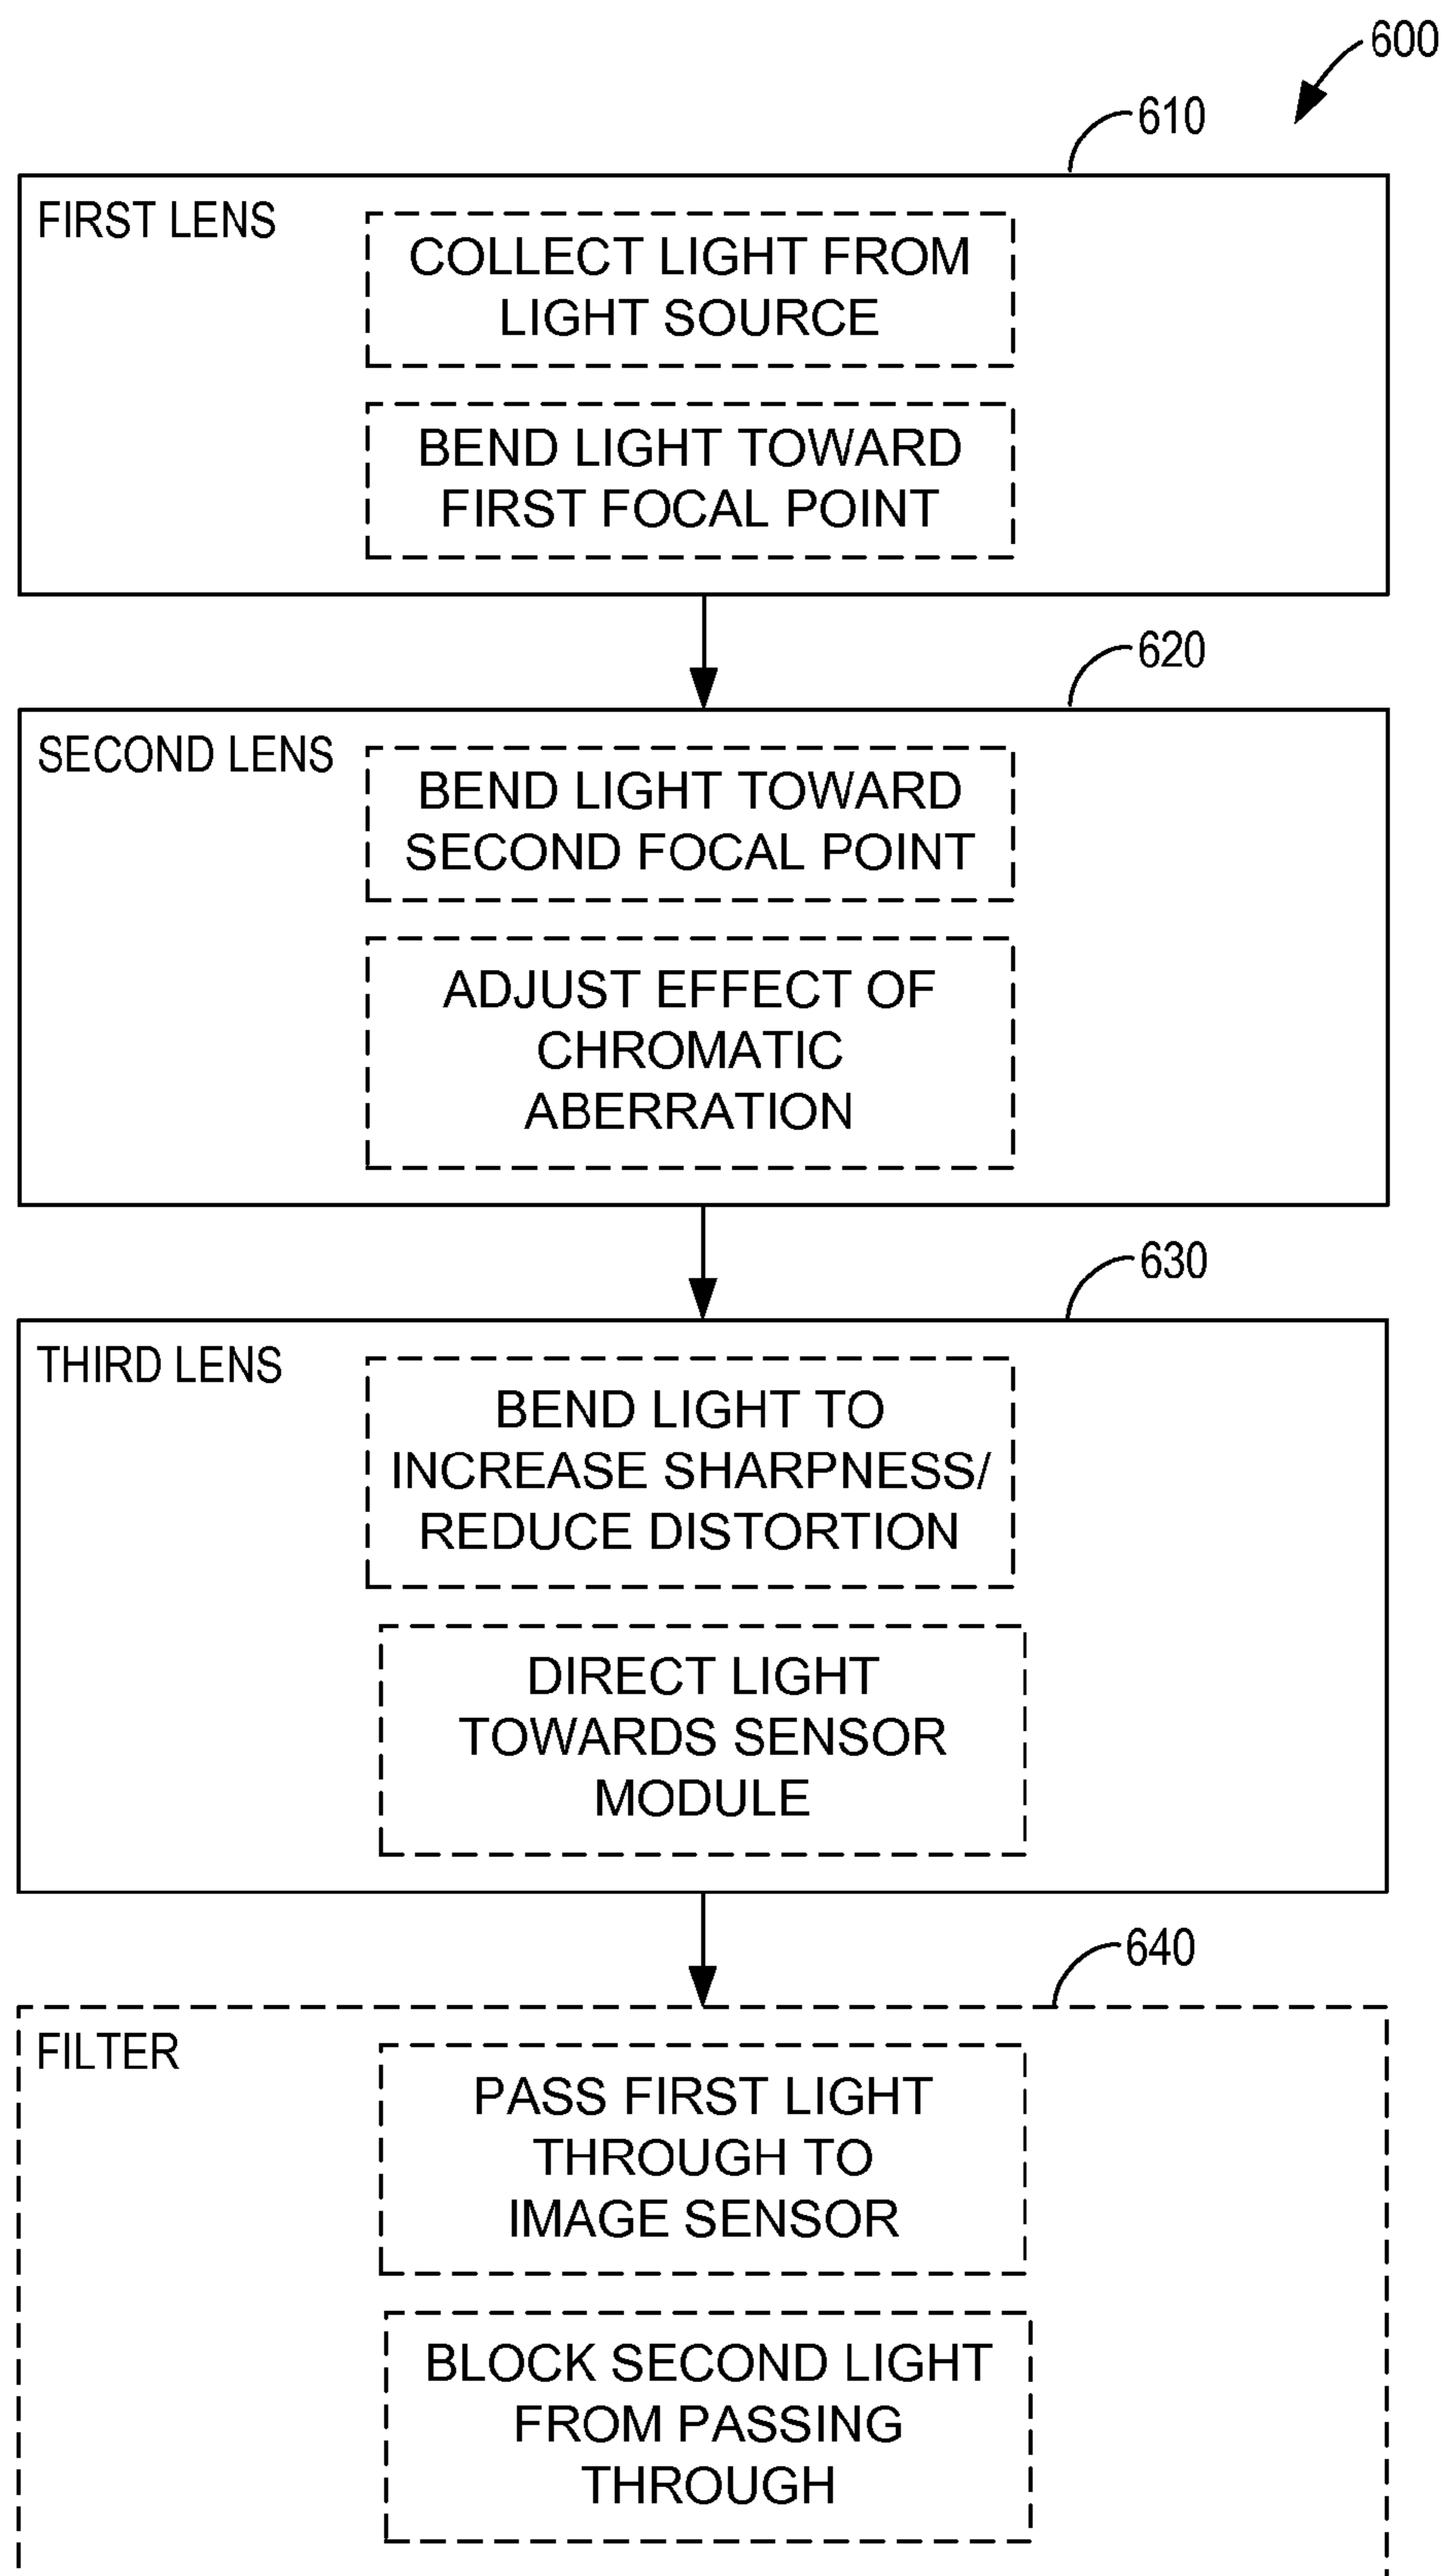 600
610
FIRST LENS
COLLECT LIGHT FROM
LIGHT SOURCE
BEND LIGHT TOWARD
FIRST FOCAL POINT
620
SECOND LENS
BEND LIGHT TOWARD
SECOND FOCAL POINT
ADJUST EFFECT OF
CHROMATIC
ABERRATION
630
THIRD LENS
BEND LIGHT TO
INCREASE SHARPNESS/
REDUCE DISTORTION
DIRECT LIGHT
TOWARDS SENSOR
MODULE
640
FILTER
PASS FIRST LIGHT
THROUGH TO
IMAGE SENSOR
BLOCK SECOND LIGHT
FROM PASSING
THROUGH